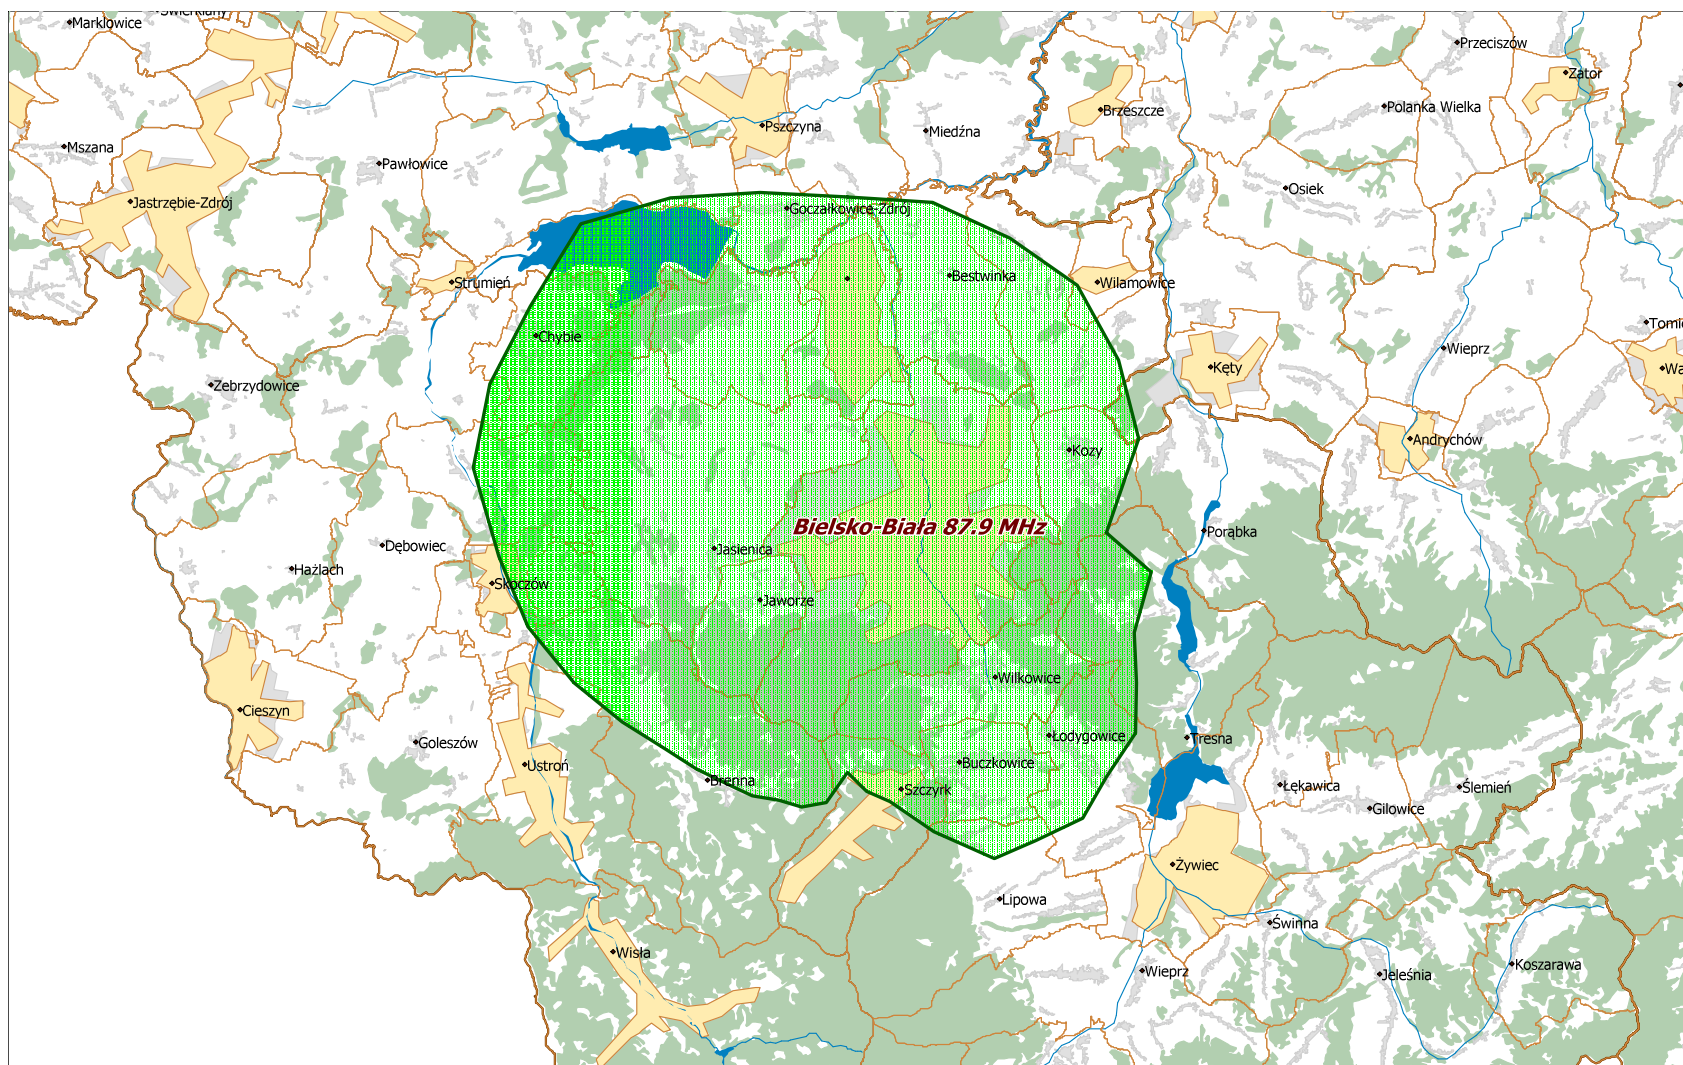 Świerklany
Marklowice
Przeciszów
Zator
Polanka Wielka
Brzeszcze
Pszczyna
Miedźna
Mszana
Pawłowice
Osiek
Jastrzębie-Zdrój
Goczałkowice-Zdrój
Bestwinka
Strumień
Wilamowice
Chybie
Wieprz
Kęty
Zebrzydowice
Andrychów
Kozy
Bielsko-Biała 87.9 MHz
Porąbka
Dębowiec
Jasienica
Hażlach
Skoczów
Jaworze
Wilkowice
Cieszyn
Łodygowice
Tresna
Goleszów
Ustroń
Buczkowice
Brenna
Szczyrk
Łękawica
Ślemień
Gilowice
Żywiec
Lipowa
Świnna
Wisła
Wieprz
Jeleśnia
Koszarawa